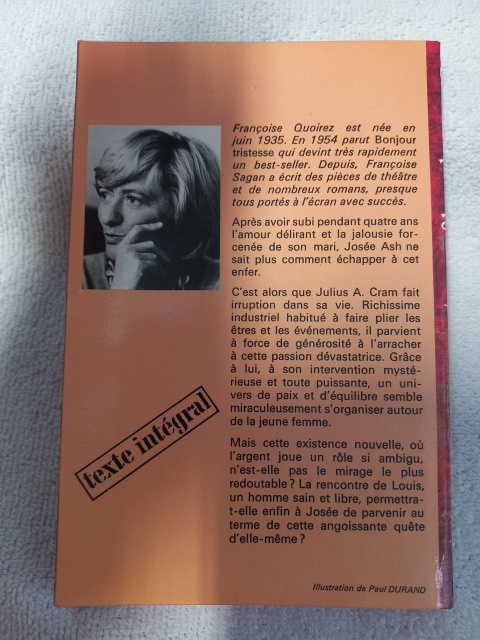 Françoise Quoirez est née en
juin 1935. En 1954 parut Bonjour
tristesse qui devint très rapidement
un best-seller. Depuis, Françoise
Sagan a écrit des pièces de théâtre
et de nombreux romans, presque
tous portés à l'écran avec succès.
Après avoir subi pendant quatre ans
l'amour délirant et la jalousie for-
cenée de son mari, Josée Ash ne
sait plus comment échapper à cet
enfer.
C'est alors que Julius A. Cram fait
irruption dans sa vie. Richissime
industriel habitué à faire plier les
êtres et les événements, il parvient
à force de générosité à l'arracher
à cette passion dévastatrice. Grâce
à lui, à son intervention mysté-
rieuse et toute puissante, un uni-
vers de paix et d'équilibre semble
miraculeusement s'organiser autour
de la jeune femme.
Mais cette existence nouvelle, où
l'argent joue un rôle si ambigu,
n'est-elle pas le mirage le plus
redoutable? La rencontre de Louis,
un homme sain et libre, permettra-
t-elle enfin à Josée de parvenir au
terme de cette angoissante quête
d'elle-même?
texte intégral
Illustration de Paul DURAND